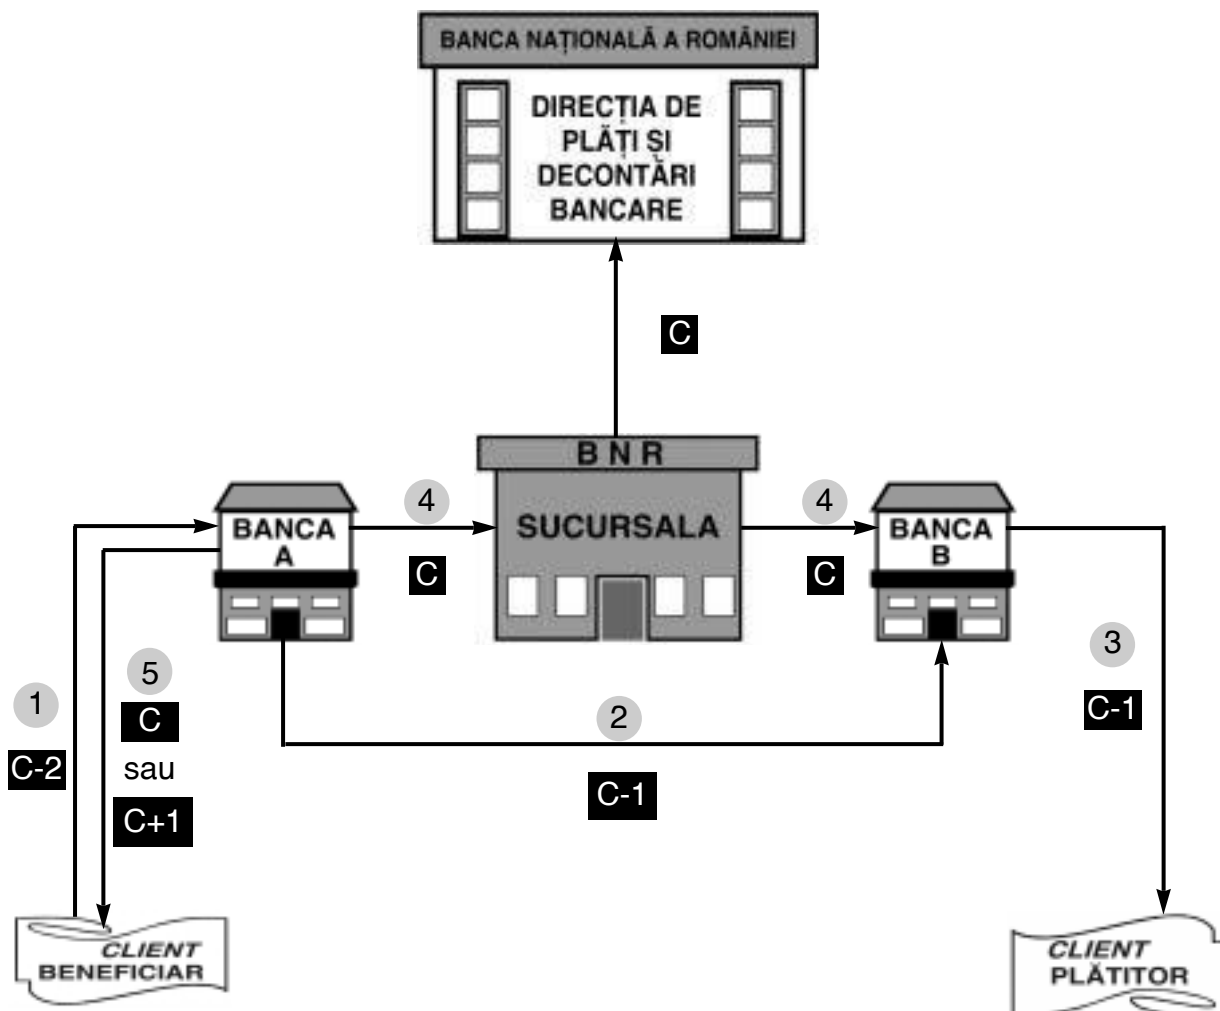 BANCA NAȚIONALĂ A ROMÂNIEI
DIRECȚIA DE
PLĂȚI ȘI
DECONTĂRI
BANCARE
C
B N R
SUCURSALA
4
C
4
C
BANCA
A
BANCA
B
1
C-2
5
C
sau
C+1
2
C-1
3
C-1
CLIENT
BENEFICIAR
CLIENT
PLĂTITOR